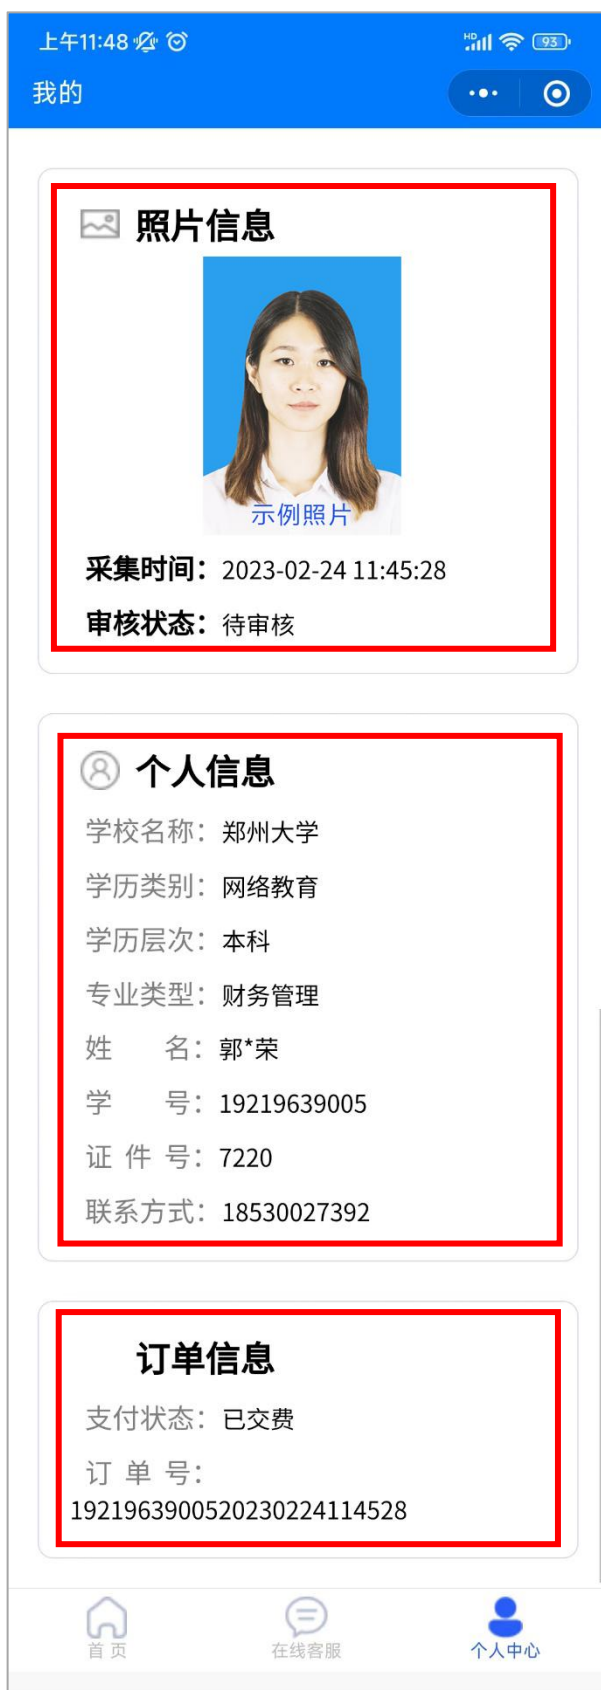 上午11:48
HD
93
我的
照片信息
示例照片
采集时间：2023-02-24 11:45:28
审核状态：待审核
个人信息
学校名称：郑州大学
学历类别：网络教育
学历层次：本科
专业类型：财务管理
姓 名：郭*荣
学 号：19219639005
证 件 号：7220
联系方式：18530027392
订单信息
支付状态：已交费
订 单 号：
1921963900520230224114528
首 页
在线客服
个人中心